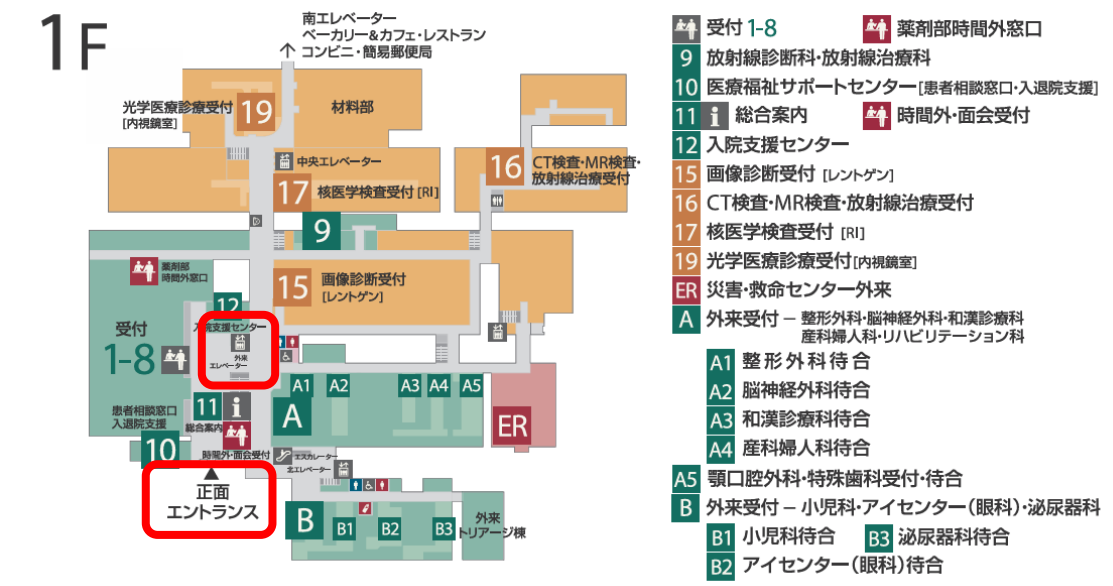 1F
南エレベーター
ベーカリー&カフェ・レストラン
コンビニ・簡易郵便局
光学医療診療受付
[内視鏡室]
19
材料部
中央エレベーター
17
核医学検査受付 [RI]
16
CT検査・MR検査・
放射線治療受付
9
薬剤部
時間外窓口
15
画像診断受付
[レントゲン]
12
入院支援センター
外来
エレベーター
受付
1-8
患者相談窓口
入退院支援
11
総合案内
時間外・面会受付
10
正面
エントランス
A
A1
A2
A3
A4
A5
ER
エスカレーター
北エレベーター
B
B1
B2
B3
外来
トリアージ棟
受付 1-8
薬剤部時間外窓口
9 放射線診断科・放射線治療科
10 医療福祉サポートセンター[患者相談窓口・入退院支援]
11 総合案内
時間外・面会受付
12 入院支援センター
15 画像診断受付 [レントゲン]
16 CT検査・MR検査・放射線治療受付
17 核医学検査受付 [RI]
19 光学医療診療受付[内視鏡室]
ER 災害・救命センター外来
A 外来受付 − 整形外科・脳神経外科・和漢診療科
産科婦人科・リハビリテーション科
A1 整形外科待合
A2 脳神経外科待合
A3 和漢診療科待合
A4 産科婦人科待合
A5 顎口腔外科・特殊歯科受付・待合
B 外来受付 − 小児科・アイセンター(眼科)・泌尿器科
B1 小児科待合
B3 泌尿器科待合
B2 アイセンター(眼科)待合